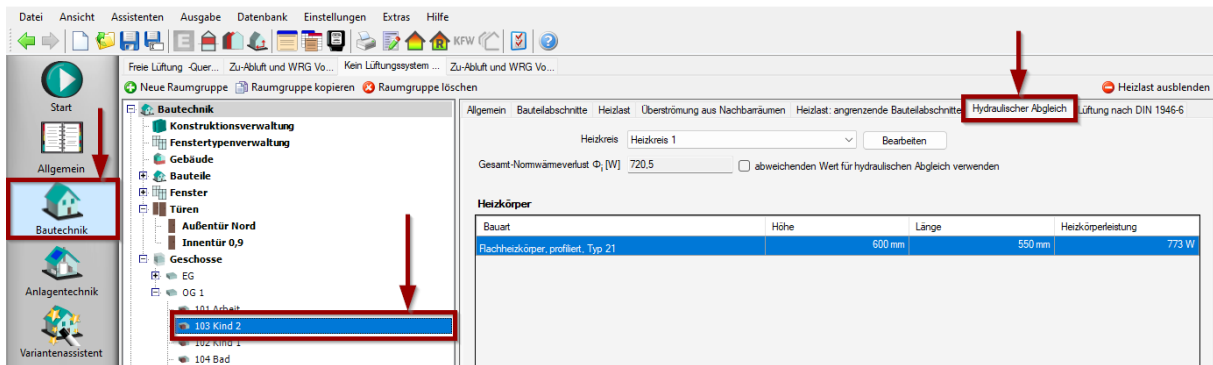 Datei Ansicht Assistenten Ausgabe Datenbank Einstellungen Extras Hilfe
KFW
Freie Lüftung -Quer... Zu-Abluft und WRG Vo... Kein Lüftungssystem ... Zu-Abluft und WRG Vo...
Neue Raumgruppe Raumgruppe kopieren Raumgruppe löschen Heizlast ausblenden
Start
Allgemein
Bautechnik
Anlagentechnik
Variantenassistent
Bautechnik
Konstruktionsverwaltung
Fenstertypenverwaltung
Gebäude
Bauteile
Fenster
Türen
Außentür Nord
Innentür 0,9
Geschosse
EG
OG 1
101 Arbeit
103 Kind 2
102 Kind 1
104 Bad
Allgemein Bauteilabschnitte Heizlast Überströmung aus Nachbarräumen Heizlast: angrenzende Bauteilabschnitte Hydraulischer Abgleich Lüftung nach DIN 1946-6
Heizkreis Heizkreis 1 Bearbeiten
Gesamt-Normwärmeverlust Φi [W] 720,5 abweichenden Wert für hydraulischen Abgleich verwenden
Heizkörper
Bauart Höhe Länge Heizkörperleistung
Flachheizkörper, profiliert, Typ 21 600 mm 550 mm 773 W